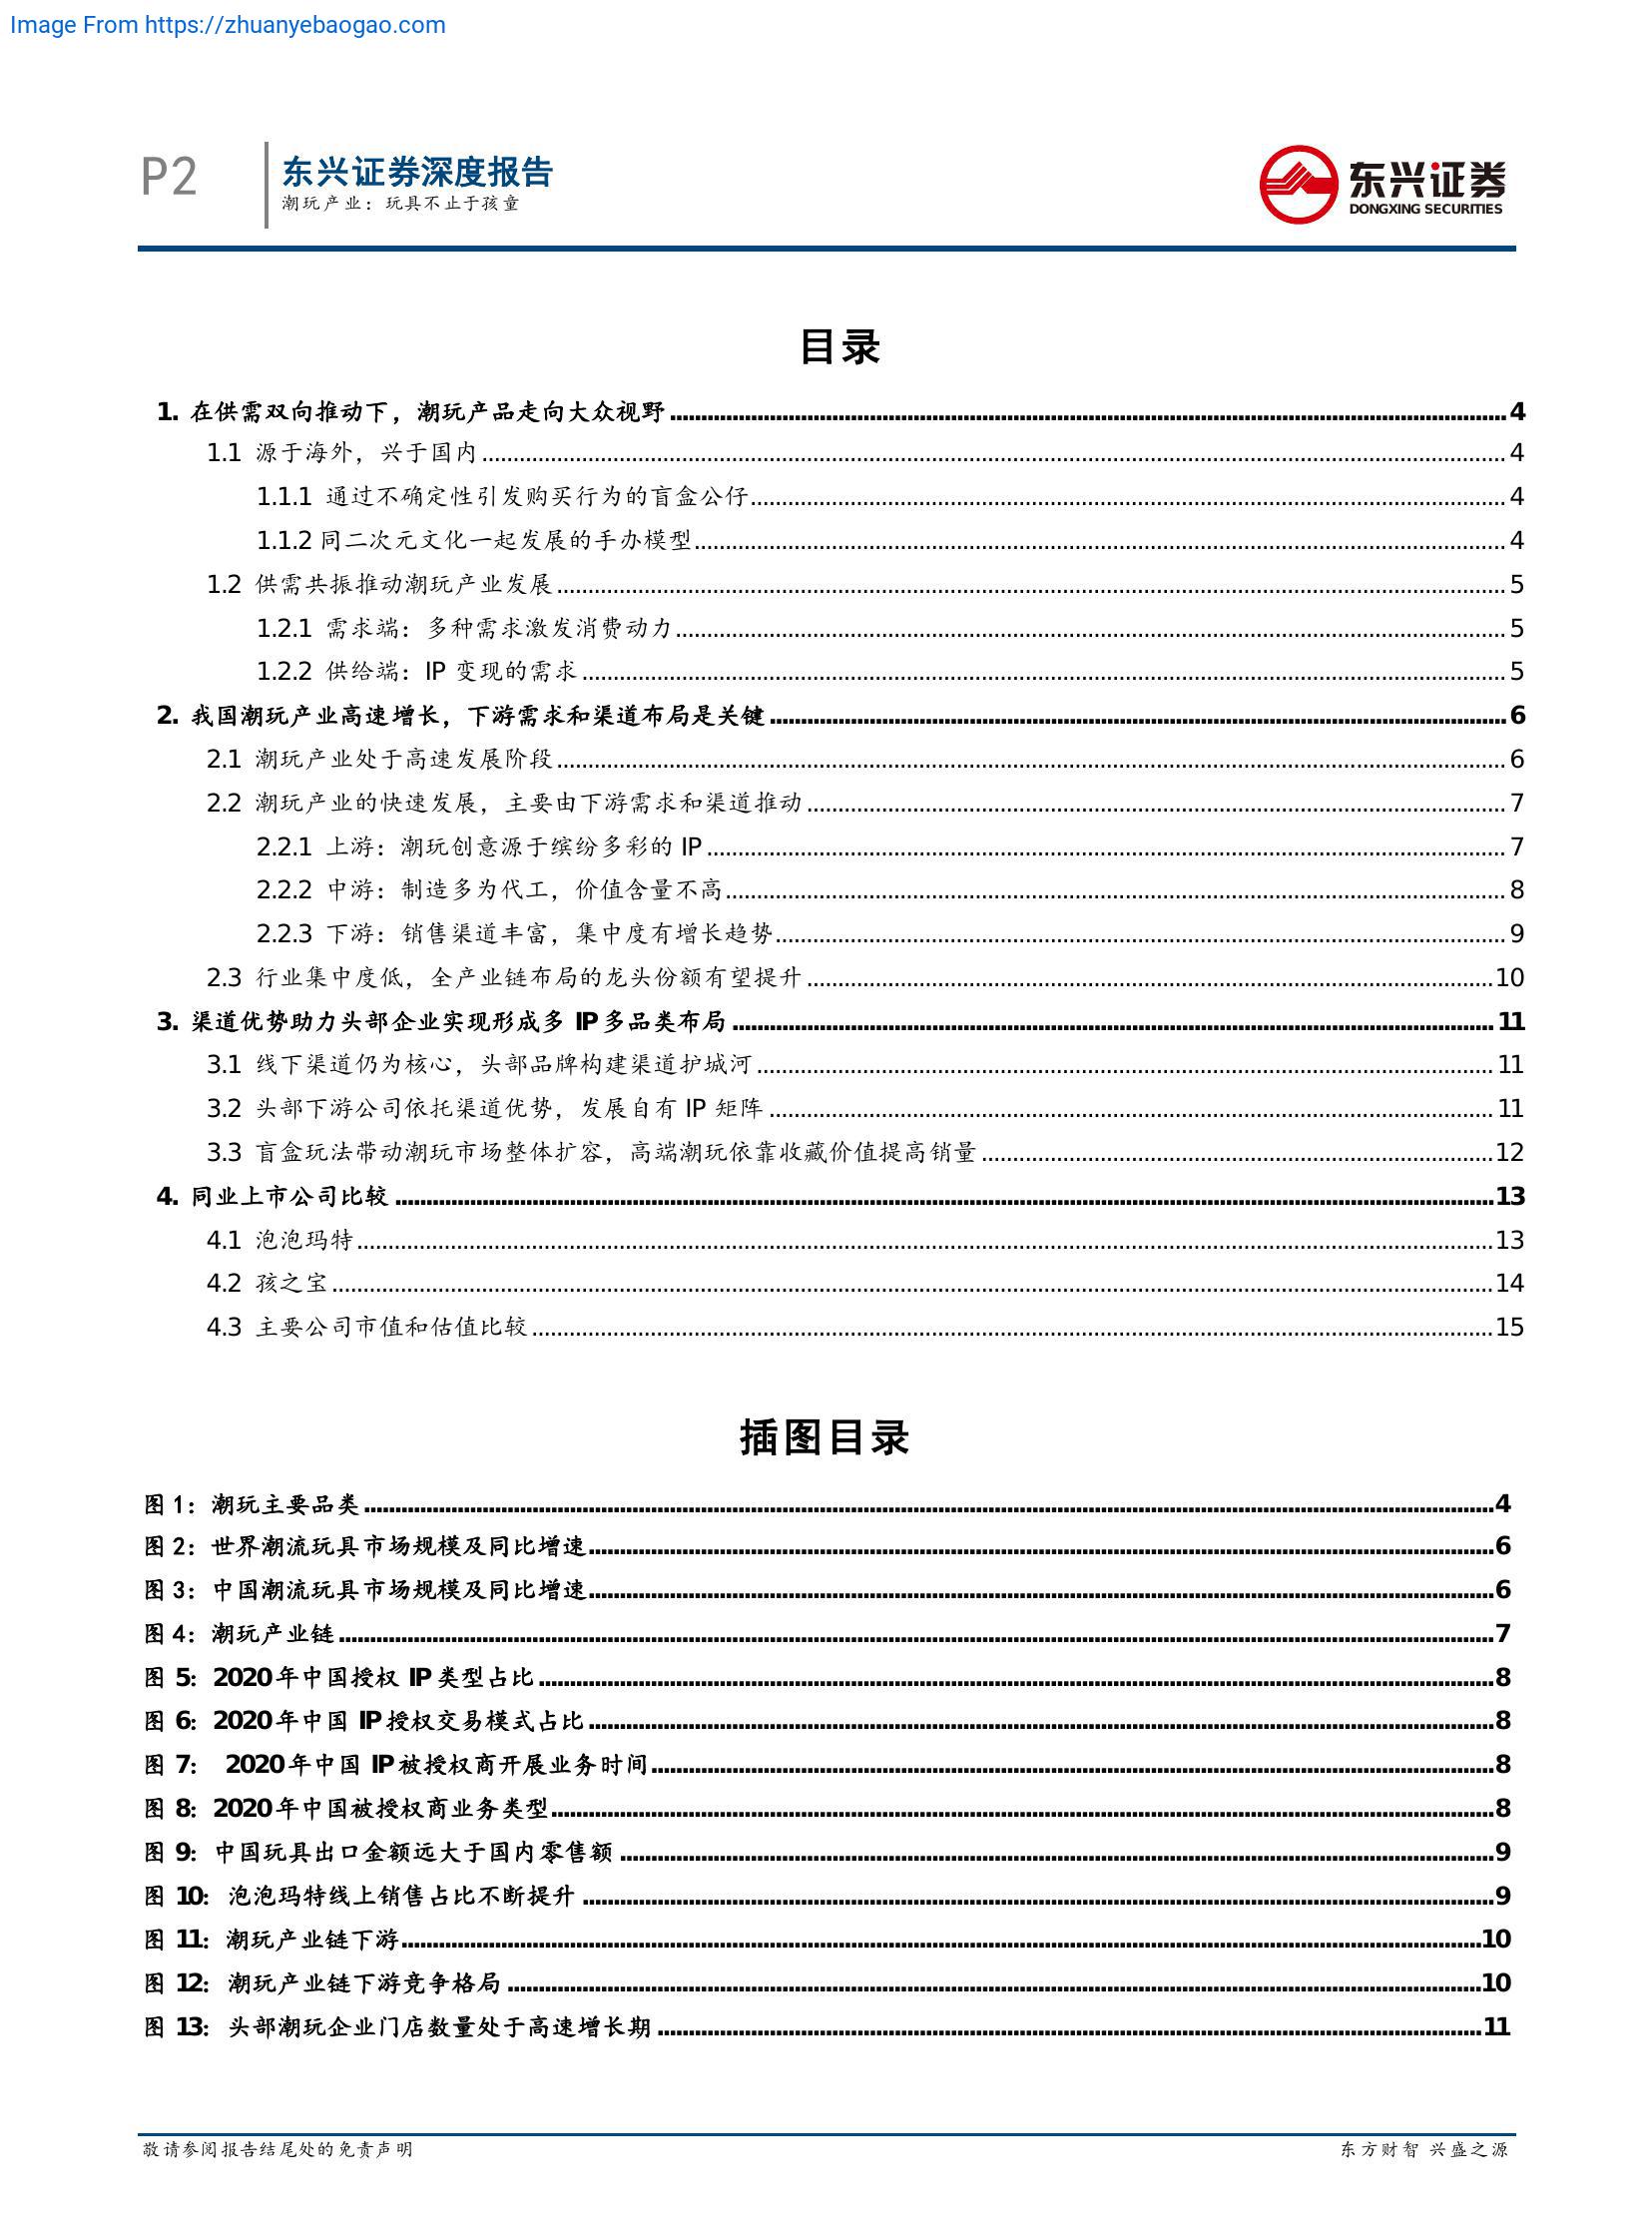 Image From https://zhuanyebaogao.com
P2
东兴证券深度报告
潮玩产业：玩具不止于孩童
东兴证券
DONGXING SECURITIES
目录
1. 在供需双向推动下，潮玩产品走向大众视野 4
1.1 源于海外，兴于国内 4
1.1.1 通过不确定性引发购买行为的盲盒公仔 4
1.1.2 同二次元文化一起发展的手办模型 4
1.2 供需共振推动潮玩产业发展 5
1.2.1 需求端：多种需求激发消费动力 5
1.2.2 供给端：IP 变现的需求 5
2. 我国潮玩产业高速增长，下游需求和渠道布局是关键 6
2.1 潮玩产业处于高速发展阶段 6
2.2 潮玩产业的快速发展，主要由下游需求和渠道推动 7
2.2.1 上游：潮玩创意源于缤纷多彩的 IP 7
2.2.2 中游：制造多为代工，价值含量不高 8
2.2.3 下游：销售渠道丰富，集中度有增长趋势 9
2.3 行业集中度低，全产业链布局的龙头份额有望提升 10
3. 渠道优势助力头部企业实现形成多 IP 多品类布局 11
3.1 线下渠道仍为核心，头部品牌构建渠道护城河 11
3.2 头部下游公司依托渠道优势，发展自有 IP 矩阵 11
3.3 盲盒玩法带动潮玩市场整体扩容，高端潮玩依靠收藏价值提高销量 12
4. 同业上市公司比较 13
4.1 泡泡玛特 13
4.2 孩之宝 14
4.3 主要公司市值和估值比较 15
插图目录
图 1：潮玩主要品类 4
图 2：世界潮流玩具市场规模及同比增速 6
图 3：中国潮流玩具市场规模及同比增速 6
图 4：潮玩产业链 7
图 5：2020 年中国授权 IP 类型占比 8
图 6：2020 年中国 IP 授权交易模式占比 8
图 7： 2020 年中国 IP 被授权商开展业务时间 8
图 8：2020 年中国被授权商业务类型 8
图 9：中国玩具出口金额远大于国内零售额 9
图 10：泡泡玛特线上销售占比不断提升 9
图 11：潮玩产业链下游 10
图 12：潮玩产业链下游竞争格局 10
图 13：头部潮玩企业门店数量处于高速增长期 11
敬请参阅报告结尾处的免责声明
东方财智 兴盛之源